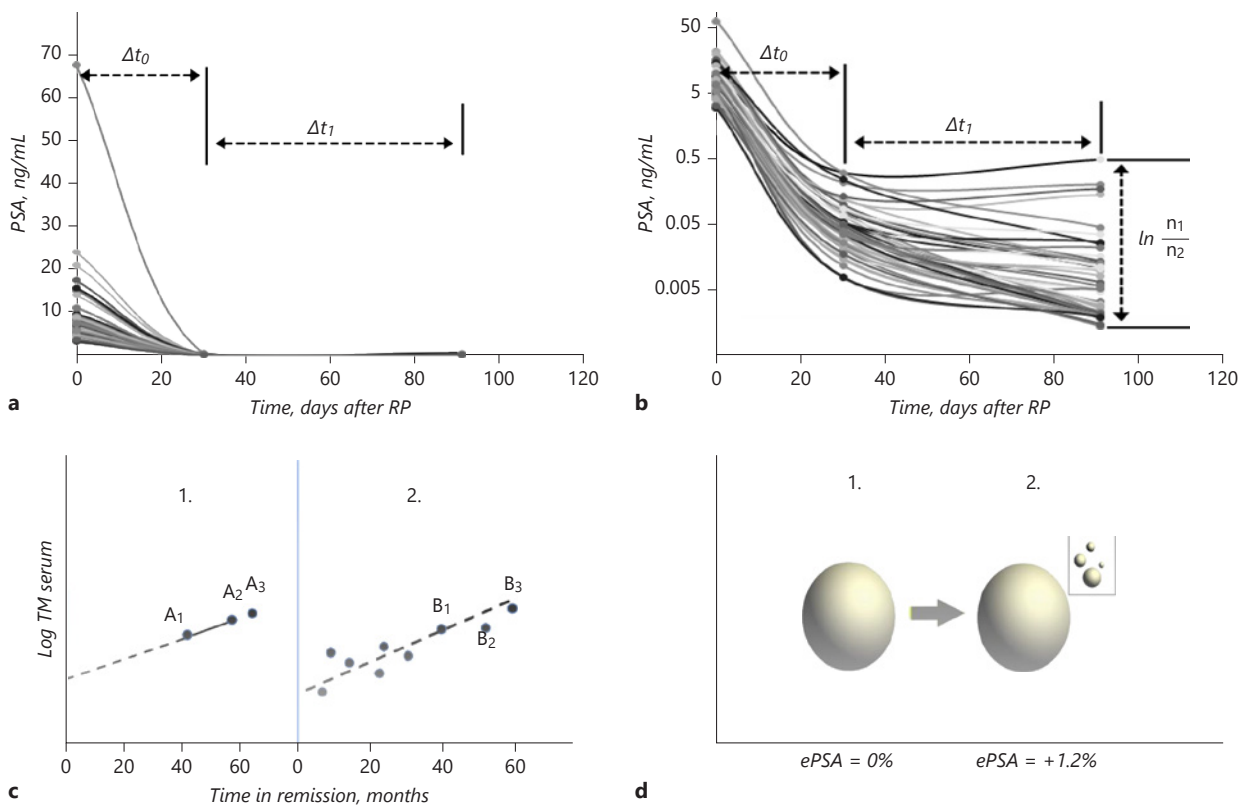 70
60
50
40
30
20
10
PSA, ng/mL
Δt0
Δt1
0 20 40 60 80 100 120
Time, days after RP
a
50
5
0.5
0.05
0.005
PSA, ng/mL
Δt0
Δt1
ln n1
n2
0 20 40 60 80 100 120
Time, days after RP
b
1. 2.
Log TM serum
A1 A2 A3
B1 B2 B3
0 20 40 60 0 20 40 60
Time in remission, months
c
1. 2.
ePSA = 0% ePSA = +1.2%
d